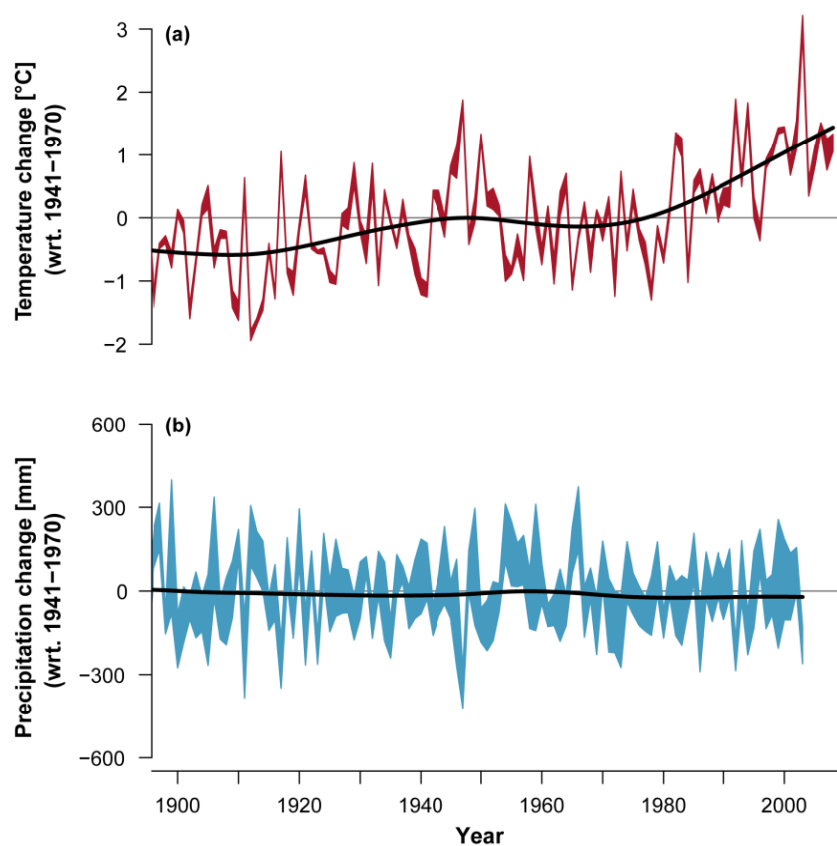 (a)
Temperature change [°C]
(wrt. 1941–1970)
3
2
1
0
−1
−2
(b)
Precipitation change [mm]
(wrt. 1941–1970)
600
300
0
−300
−600
1900 1920 1940 1960 1980 2000
Year